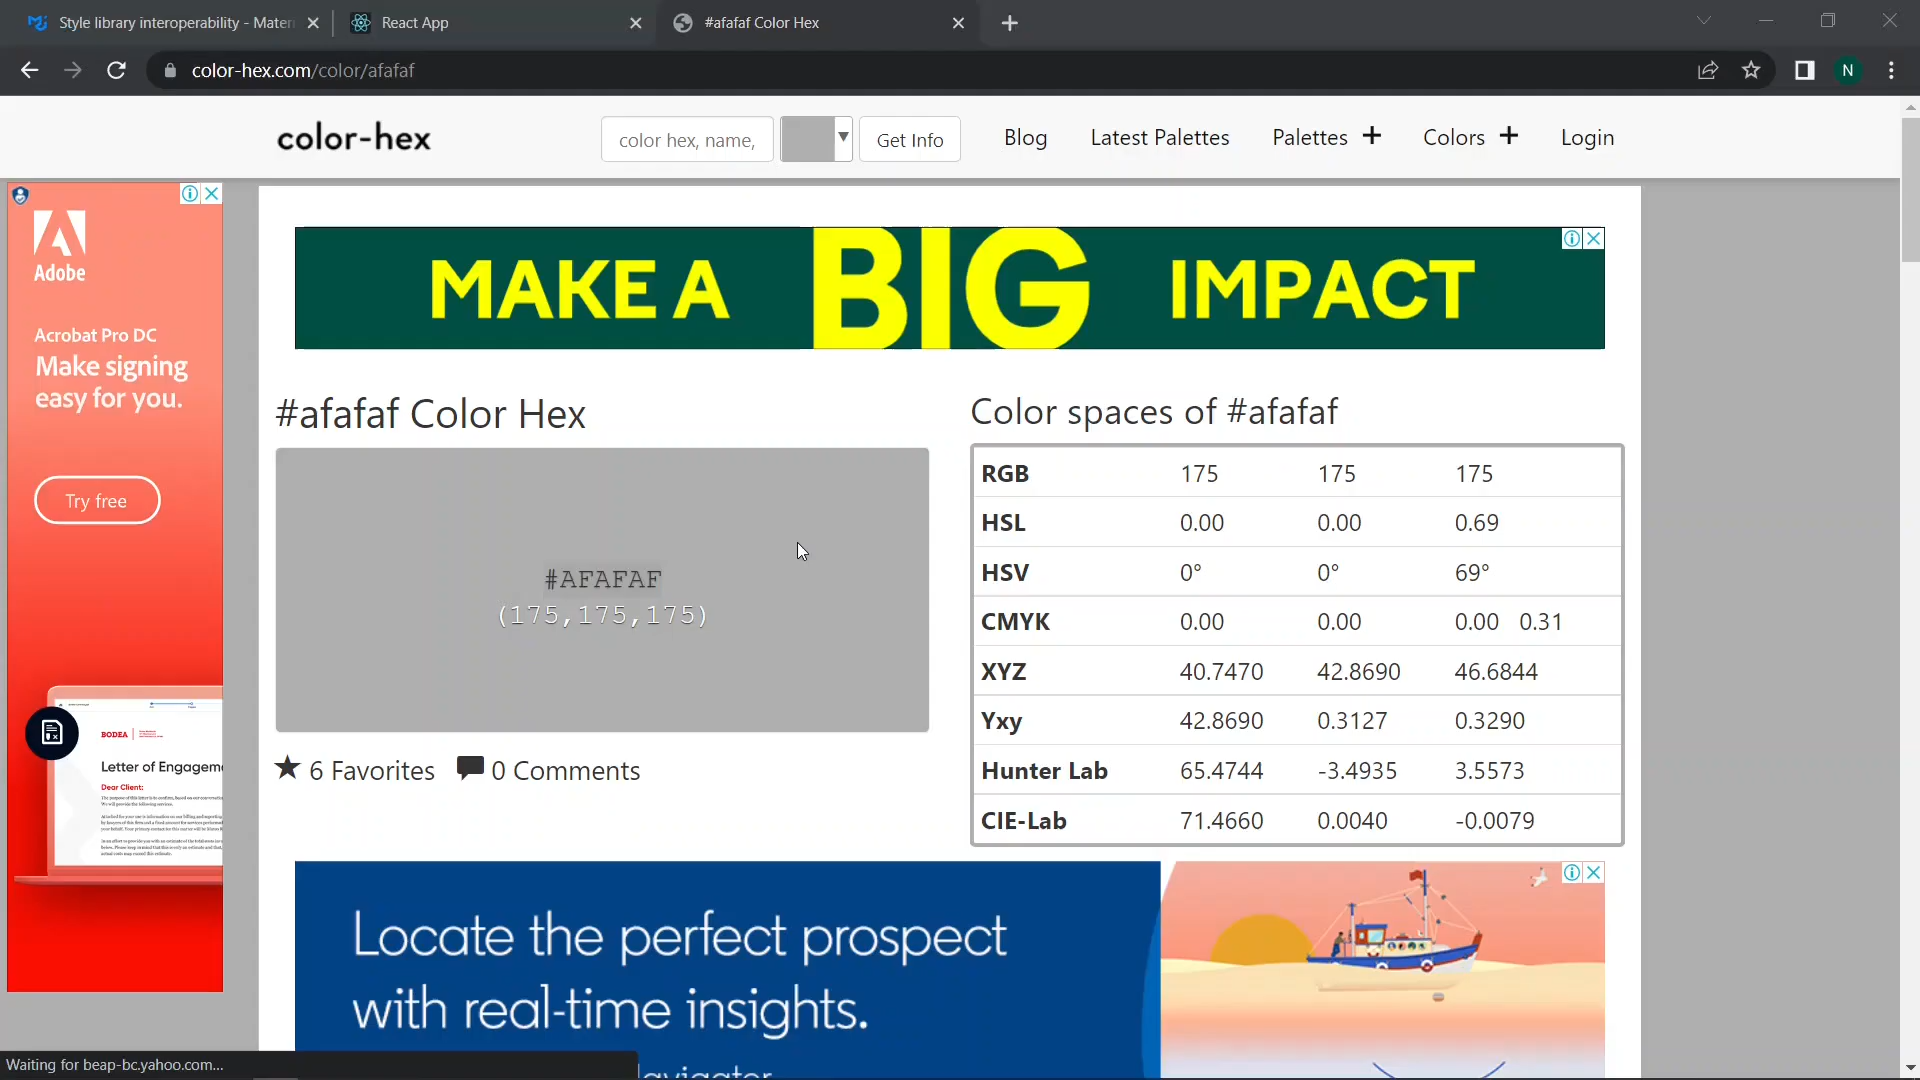 Style library interoperability - Mater
React App
#afafaf Color Hex
color-hex.com/color/afafaf
N
color-hex
color hex, name,
Get Info
Blog
Latest Palettes
Palettes +
Colors +
Login
Adobe
Acrobat Pro DC
Make signing
easy for you.
Try free
BODEA
Letter of Engagem
Dear Client:
MAKE A BIG IMPACT
#afafaf Color Hex
#AFAFAF
(175,175,175)
6 Favorites
0 Comments
Color spaces of #afafaf
RGB 175 175 175
HSL 0.00 0.00 0.69
HSV 0° 0° 69°
CMYK 0.00 0.00 0.00 0.31
XYZ 40.7470 42.8690 46.6844
Yxy 42.8690 0.3127 0.3290
Hunter Lab 65.4744 -3.4935 3.5573
CIE-Lab 71.4660 0.0040 -0.0079
Locate the perfect prospect
with real-time insights.
avigator
Waiting for beap-bc.yahoo.com...